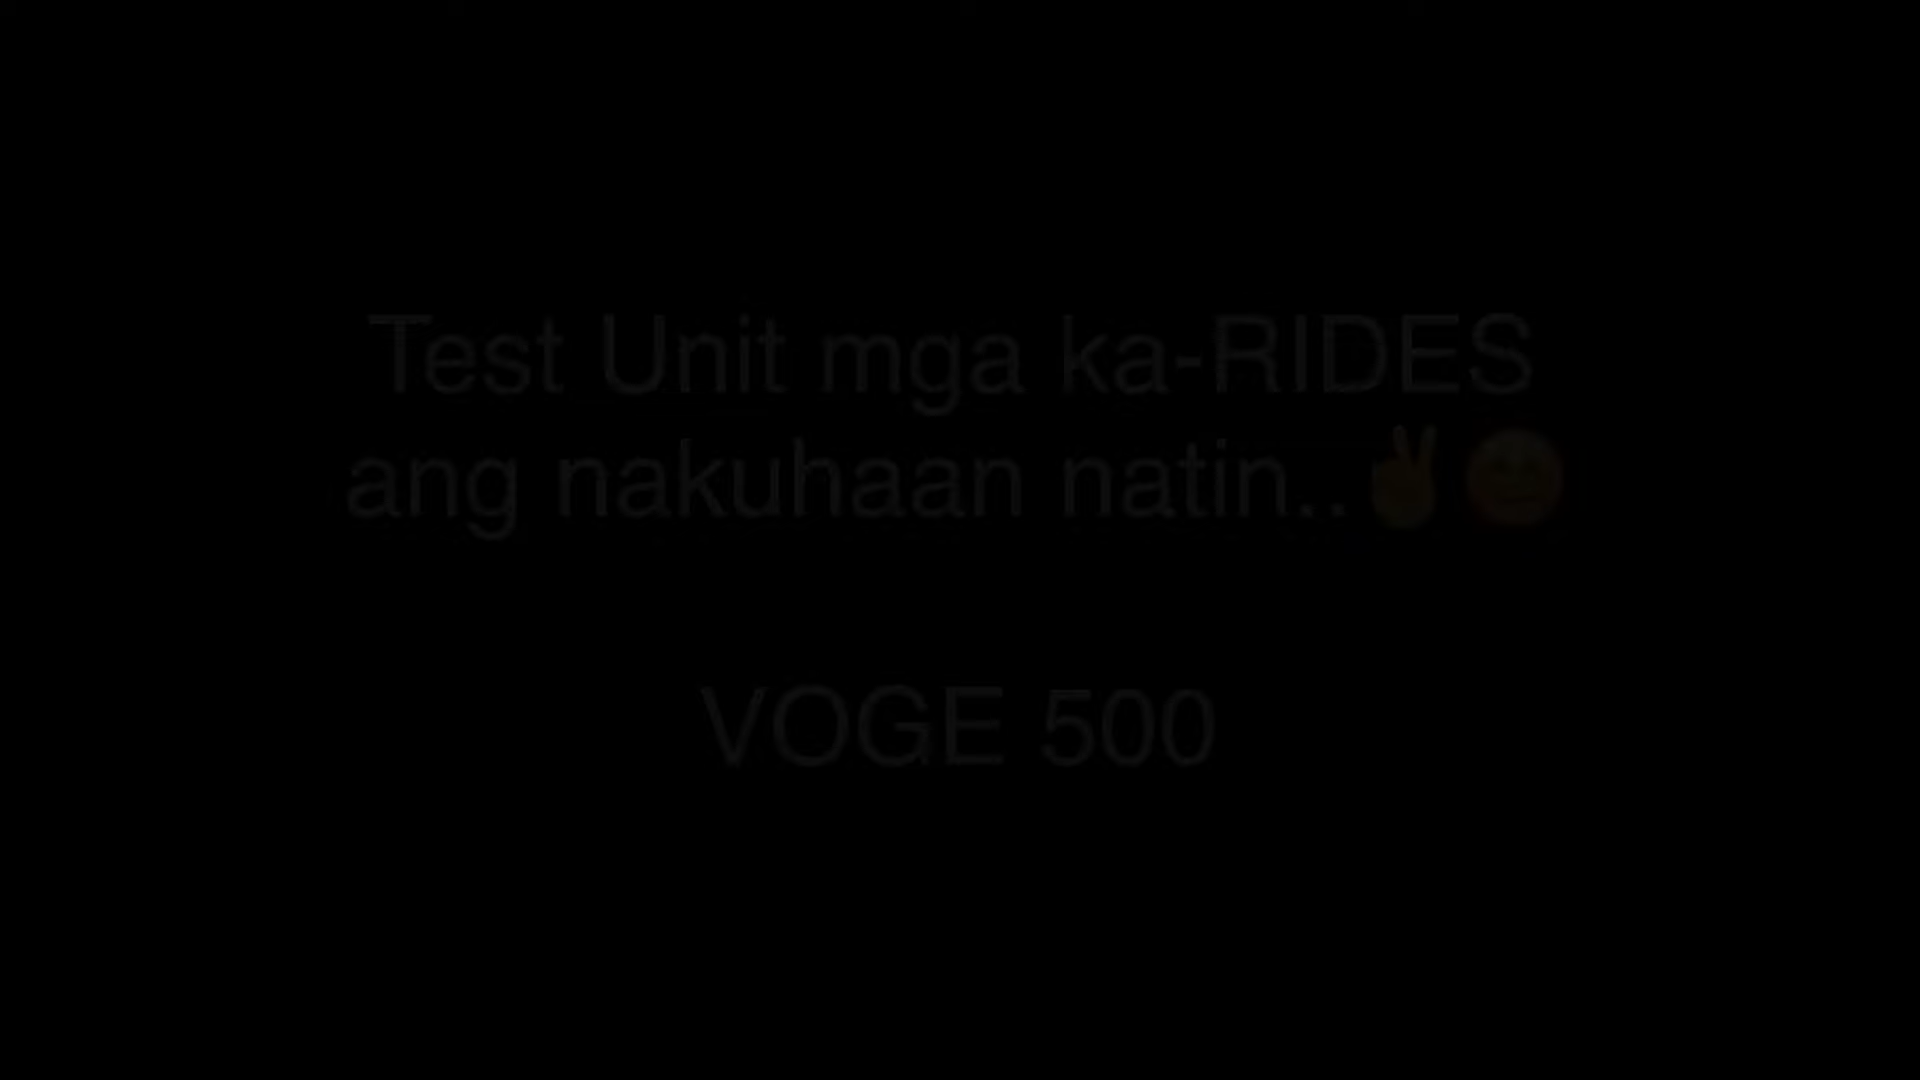 Test Unit mga ka-RIDES
ang nakuhaan natin..✌😊
VOGE 500